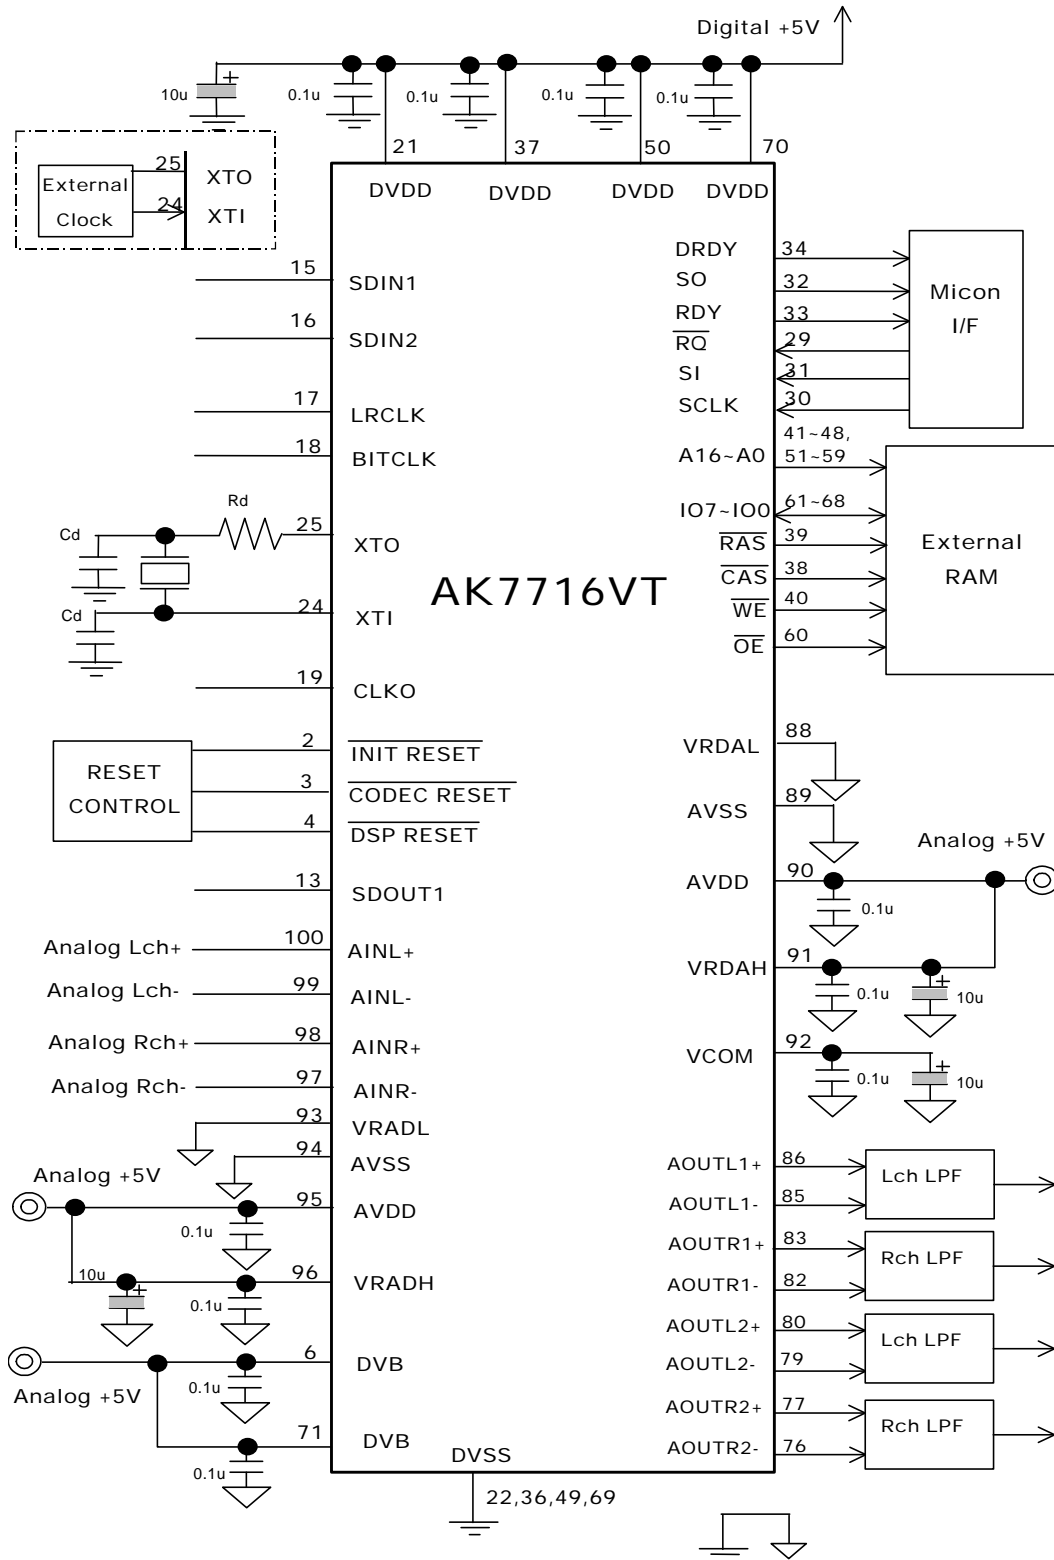 Digital +5V
10u
0.1u
0.1u
0.1u
0.1u
21
37
50
70
DVDD
DVDD
DVDD
DVDD
External
Clock
25
24
XTO
XTI
15
SDIN1
16
SDIN2
17
LRCLK
18
BITCLK
Rd
Cd
25
XTO
Cd
24
XTI
19
CLKO
RESET
CONTROL
2
INIT RESET
3
CODEC RESET
4
DSP RESET
13
SDOUT1
Analog Lch+
100
AINL+
Analog Lch-
99
AINL-
Analog Rch+
98
AINR+
Analog Rch-
97
AINR-
93
VRADL
94
AVSS
Analog +5V
95
AVDD
0.1u
10u
96
VRADH
0.1u
6
DVB
Analog +5V
0.1u
71
DVB
0.1u
AK7716VT
DVSS
22,36,49,69
DRDY
34
SO
32
RDY
33
RQ
29
SI
31
SCLK
30
Micon
I/F
A16~A0
41~48,
51~59
IO7~IO0
61~68
RAS
39
CAS
38
WE
40
OE
60
External
RAM
VRDAL
88
AVSS
89
Analog +5V
AVDD
90
0.1u
VRDAH
91
0.1u
10u
VCOM
92
0.1u
10u
AOUTL1+
86
AOUTL1-
85
Lch LPF
AOUTR1+
83
AOUTR1-
82
Rch LPF
AOUTL2+
80
AOUTL2-
79
Lch LPF
AOUTR2+
77
AOUTR2-
76
Rch LPF